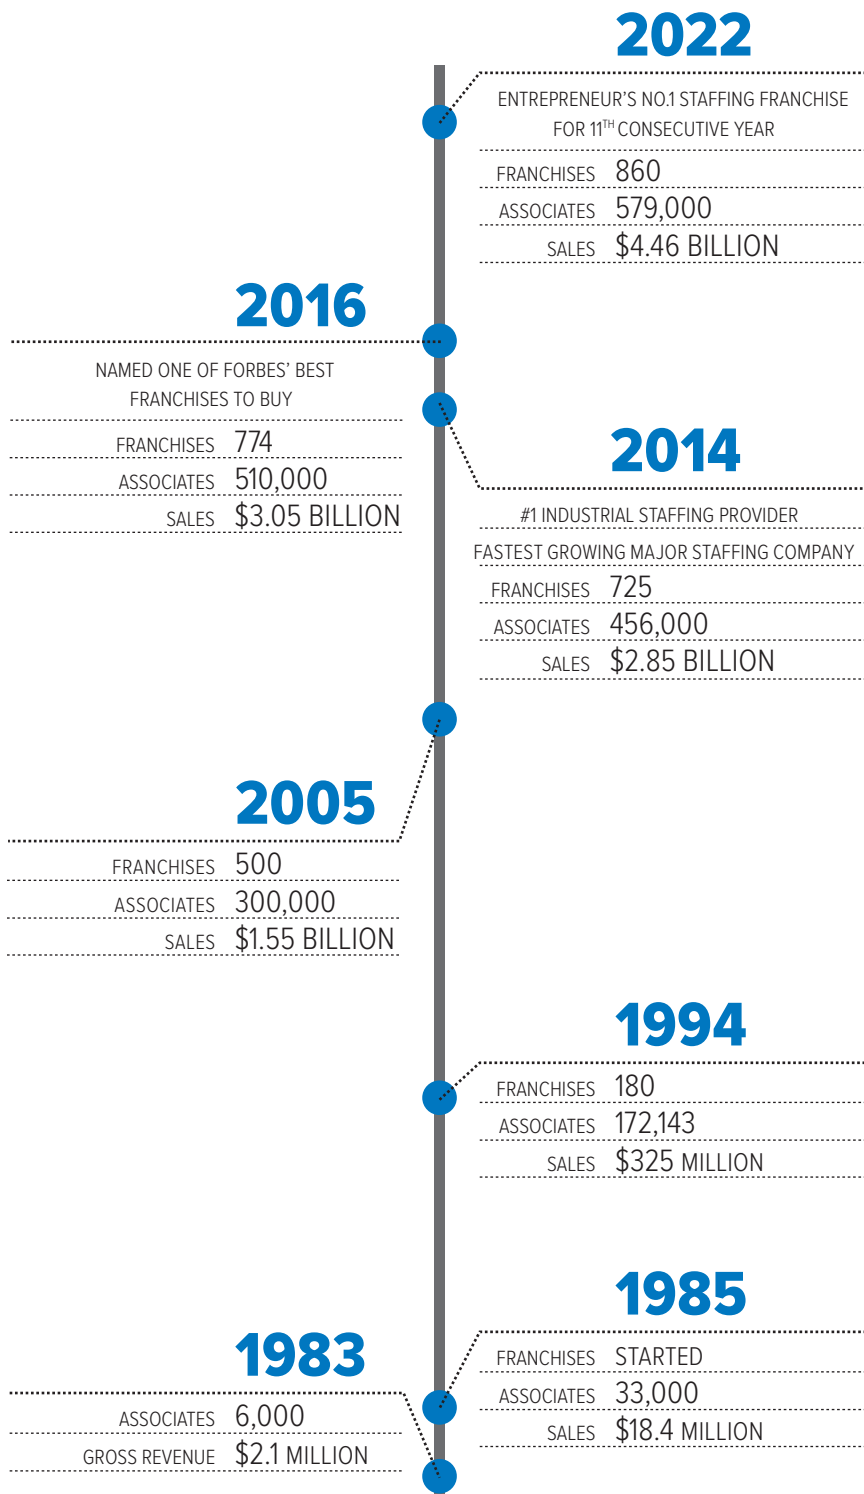 2022
ENTREPRENEUR'S NO.1 STAFFING FRANCHISE
FOR 11TH CONSECUTIVE YEAR
FRANCHISES 860
ASSOCIATES 579,000
SALES $4.46 BILLION
2016
NAMED ONE OF FORBES' BEST
FRANCHISES TO BUY
FRANCHISES 774
ASSOCIATES 510,000
SALES $3.05 BILLION
2014
#1 INDUSTRIAL STAFFING PROVIDER
FASTEST GROWING MAJOR STAFFING COMPANY
FRANCHISES 725
ASSOCIATES 456,000
SALES $2.85 BILLION
2005
FRANCHISES 500
ASSOCIATES 300,000
SALES $1.55 BILLION
1994
FRANCHISES 180
ASSOCIATES 172,143
SALES $325 MILLION
1985
FRANCHISES STARTED
ASSOCIATES 33,000
SALES $18.4 MILLION
1983
ASSOCIATES 6,000
GROSS REVENUE $2.1 MILLION